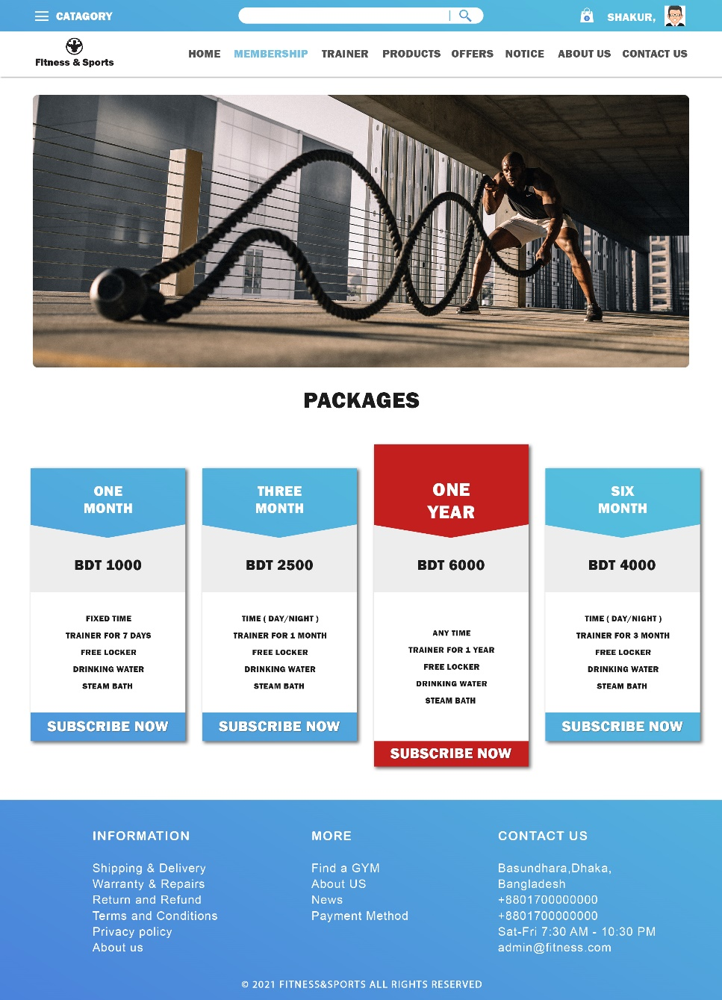 CATAGORY
SHAKUR,
Fitness & Sports
HOME MEMBERSHIP TRAINER PRODUCTS OFFERS NOTICE ABOUT US CONTACT US
PACKAGES
ONE
MONTH
BDT 1000
FIXED TIME
TRAINER FOR 7 DAYS
FREE LOCKER
DRINKING WATER
STEAM BATH
SUBSCRIBE NOW
THREE
MONTH
BDT 2500
TIME ( DAY/NIGHT )
TRAINER FOR 1 MONTH
FREE LOCKER
DRINKING WATER
STEAM BATH
SUBSCRIBE NOW
ONE
YEAR
BDT 6000
ANY TIME
TRAINER FOR 1 YEAR
FREE LOCKER
DRINKING WATER
STEAM BATH
SUBSCRIBE NOW
SIX
MONTH
BDT 4000
TIME ( DAY/NIGHT )
TRAINER FOR 3 MONTH
FREE LOCKER
DRINKING WATER
STEAM BATH
SUBSCRIBE NOW
INFORMATION
Shipping & Delivery
Warranty & Repairs
Return and Refund
Terms and Conditions
Privacy policy
About us
MORE
Find a GYM
About US
News
Payment Method
CONTACT US
Basundhara,Dhaka,
Bangladesh
+8801700000000
+8801700000000
Sat-Fri 7:30 AM - 10:30 PM
admin@fitness.com
© 2021 FITNESS&SPORTS ALL RIGHTS RESERVED